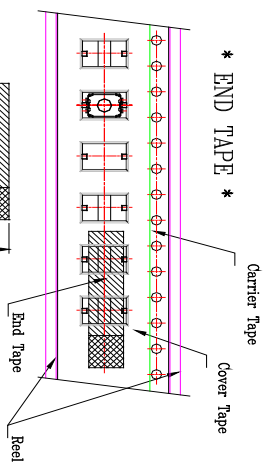 * END TAPE *
Carrier Tape
Cover Tape
End Tape
Reel